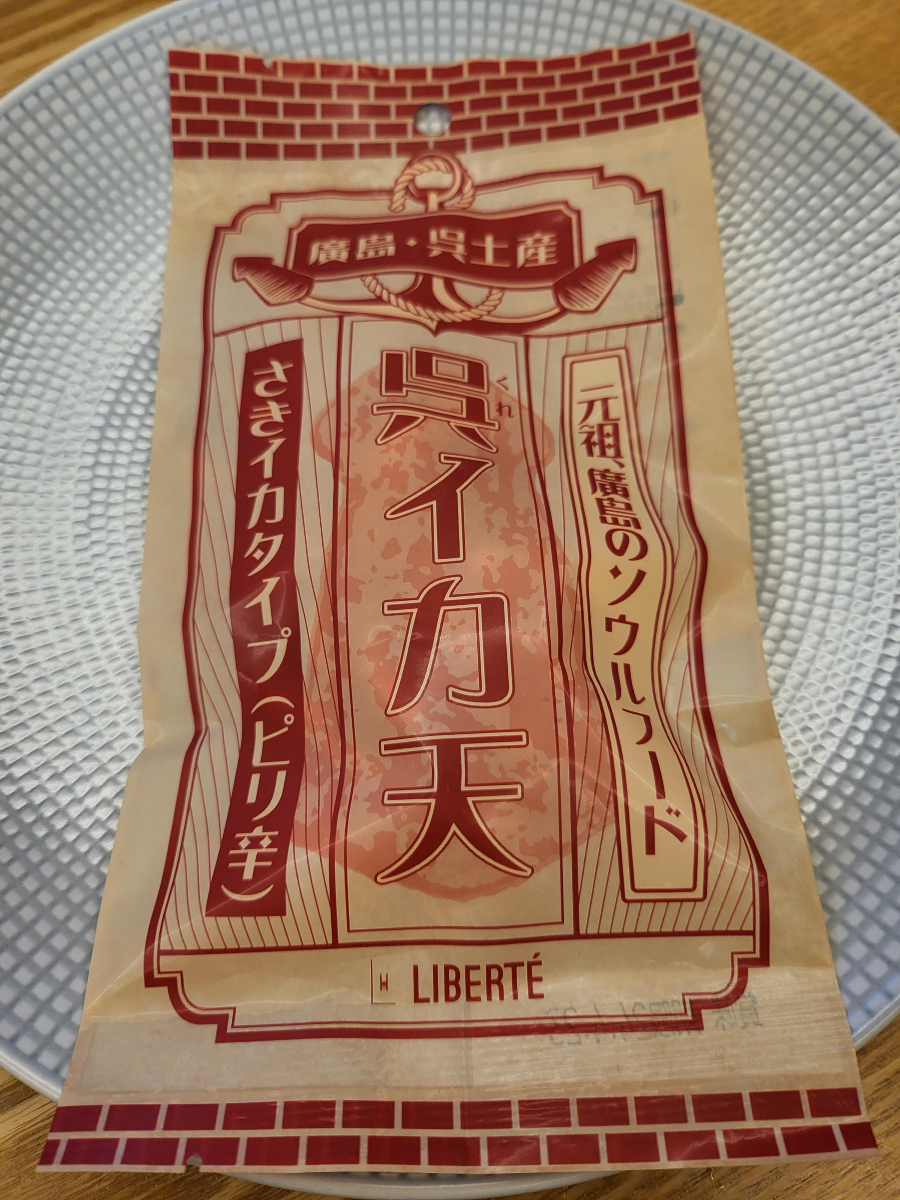 廣島・呉土産
元祖、廣島のソウルフード
呉イカ天
くれ
さきイカタイプ(ピリ辛)
LIBERTÉ